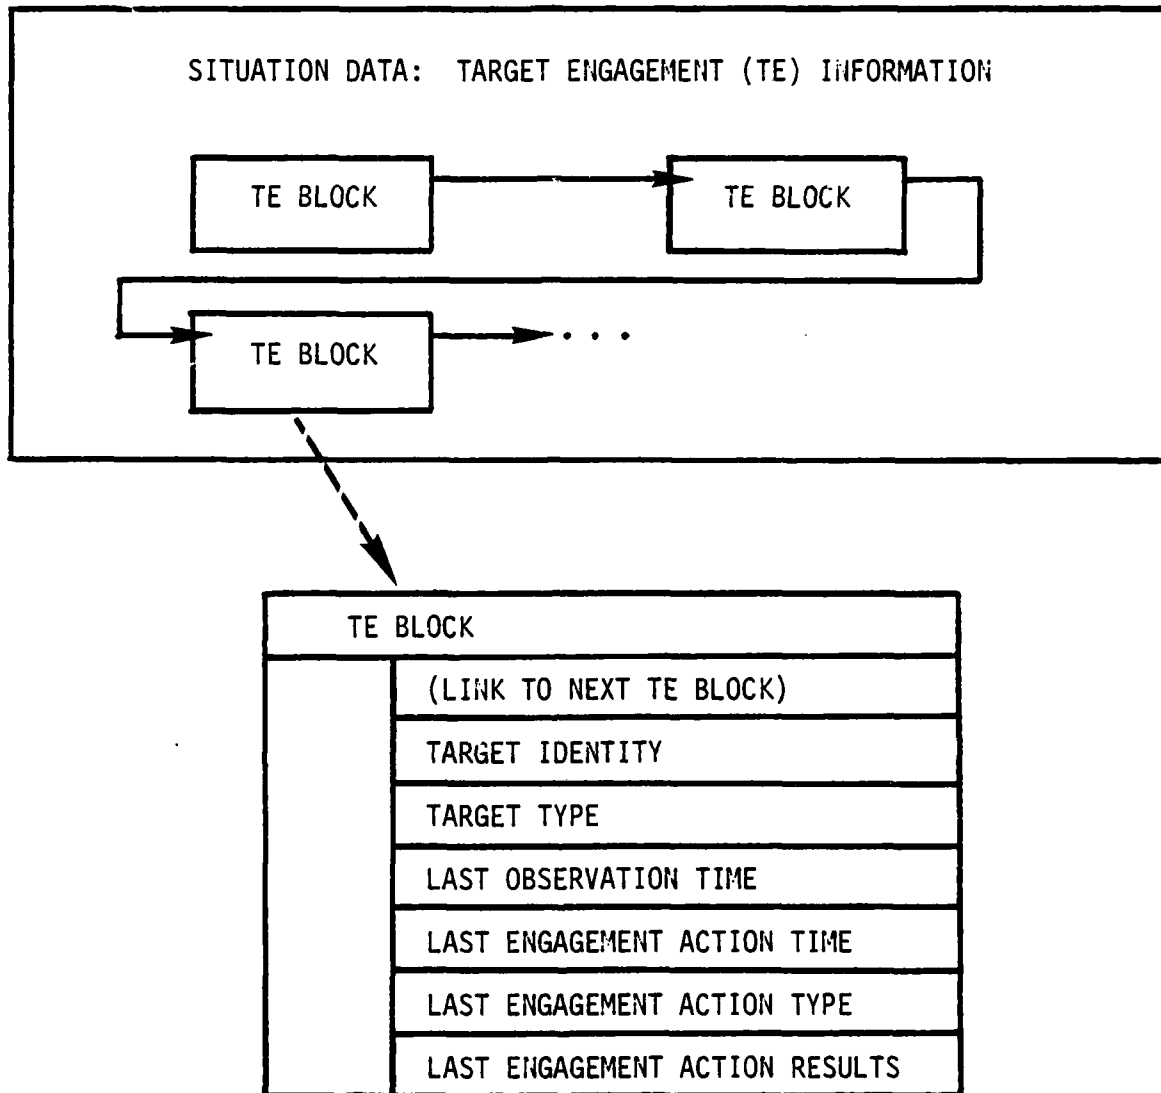 SITUATION DATA: TARGET ENGAGEMENT (TE) INFORMATION
TE BLOCK
TE BLOCK
TE BLOCK
. . .
TE BLOCK
(LINK TO NEXT TE BLOCK)
TARGET IDENTITY
TARGET TYPE
LAST OBSERVATION TIME
LAST ENGAGEMENT ACTION TIME
LAST ENGAGEMENT ACTION TYPE
LAST ENGAGEMENT ACTION RESULTS